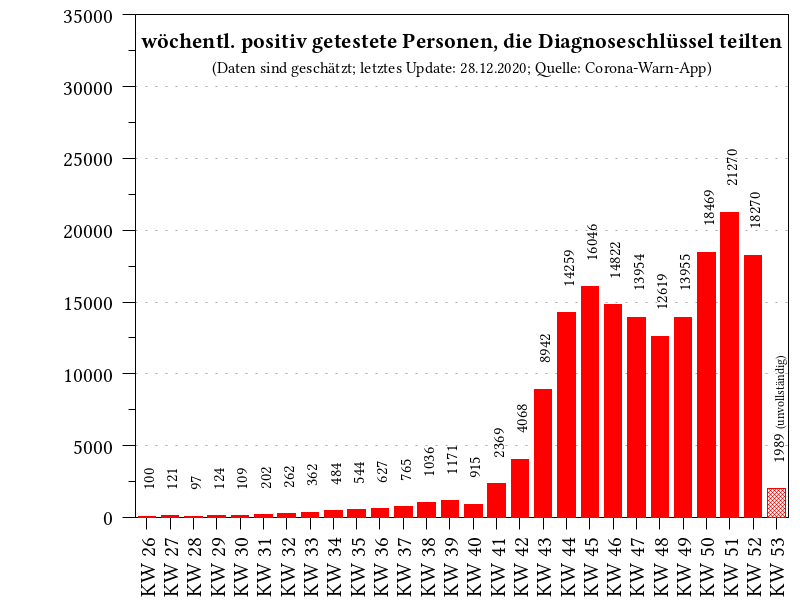 wöchentl. positiv getestete Personen, die Diagnoseschlüssel teilten
(Daten sind geschätzt; letztes Update: 28.12.2020; Quelle: Corona-Warn-App)
35000
30000
25000
20000
15000
10000
5000
0
100
121
97
124
109
202
262
362
484
544
627
765
1036
1171
915
2369
4068
8942
14259
16046
14822
13954
12619
13955
18469
21270
18270
1989 (unvollständig)
KW 26
KW 27
KW 28
KW 29
KW 30
KW 31
KW 32
KW 33
KW 34
KW 35
KW 36
KW 37
KW 38
KW 39
KW 40
KW 41
KW 42
KW 43
KW 44
KW 45
KW 46
KW 47
KW 48
KW 49
KW 50
KW 51
KW 52
KW 53